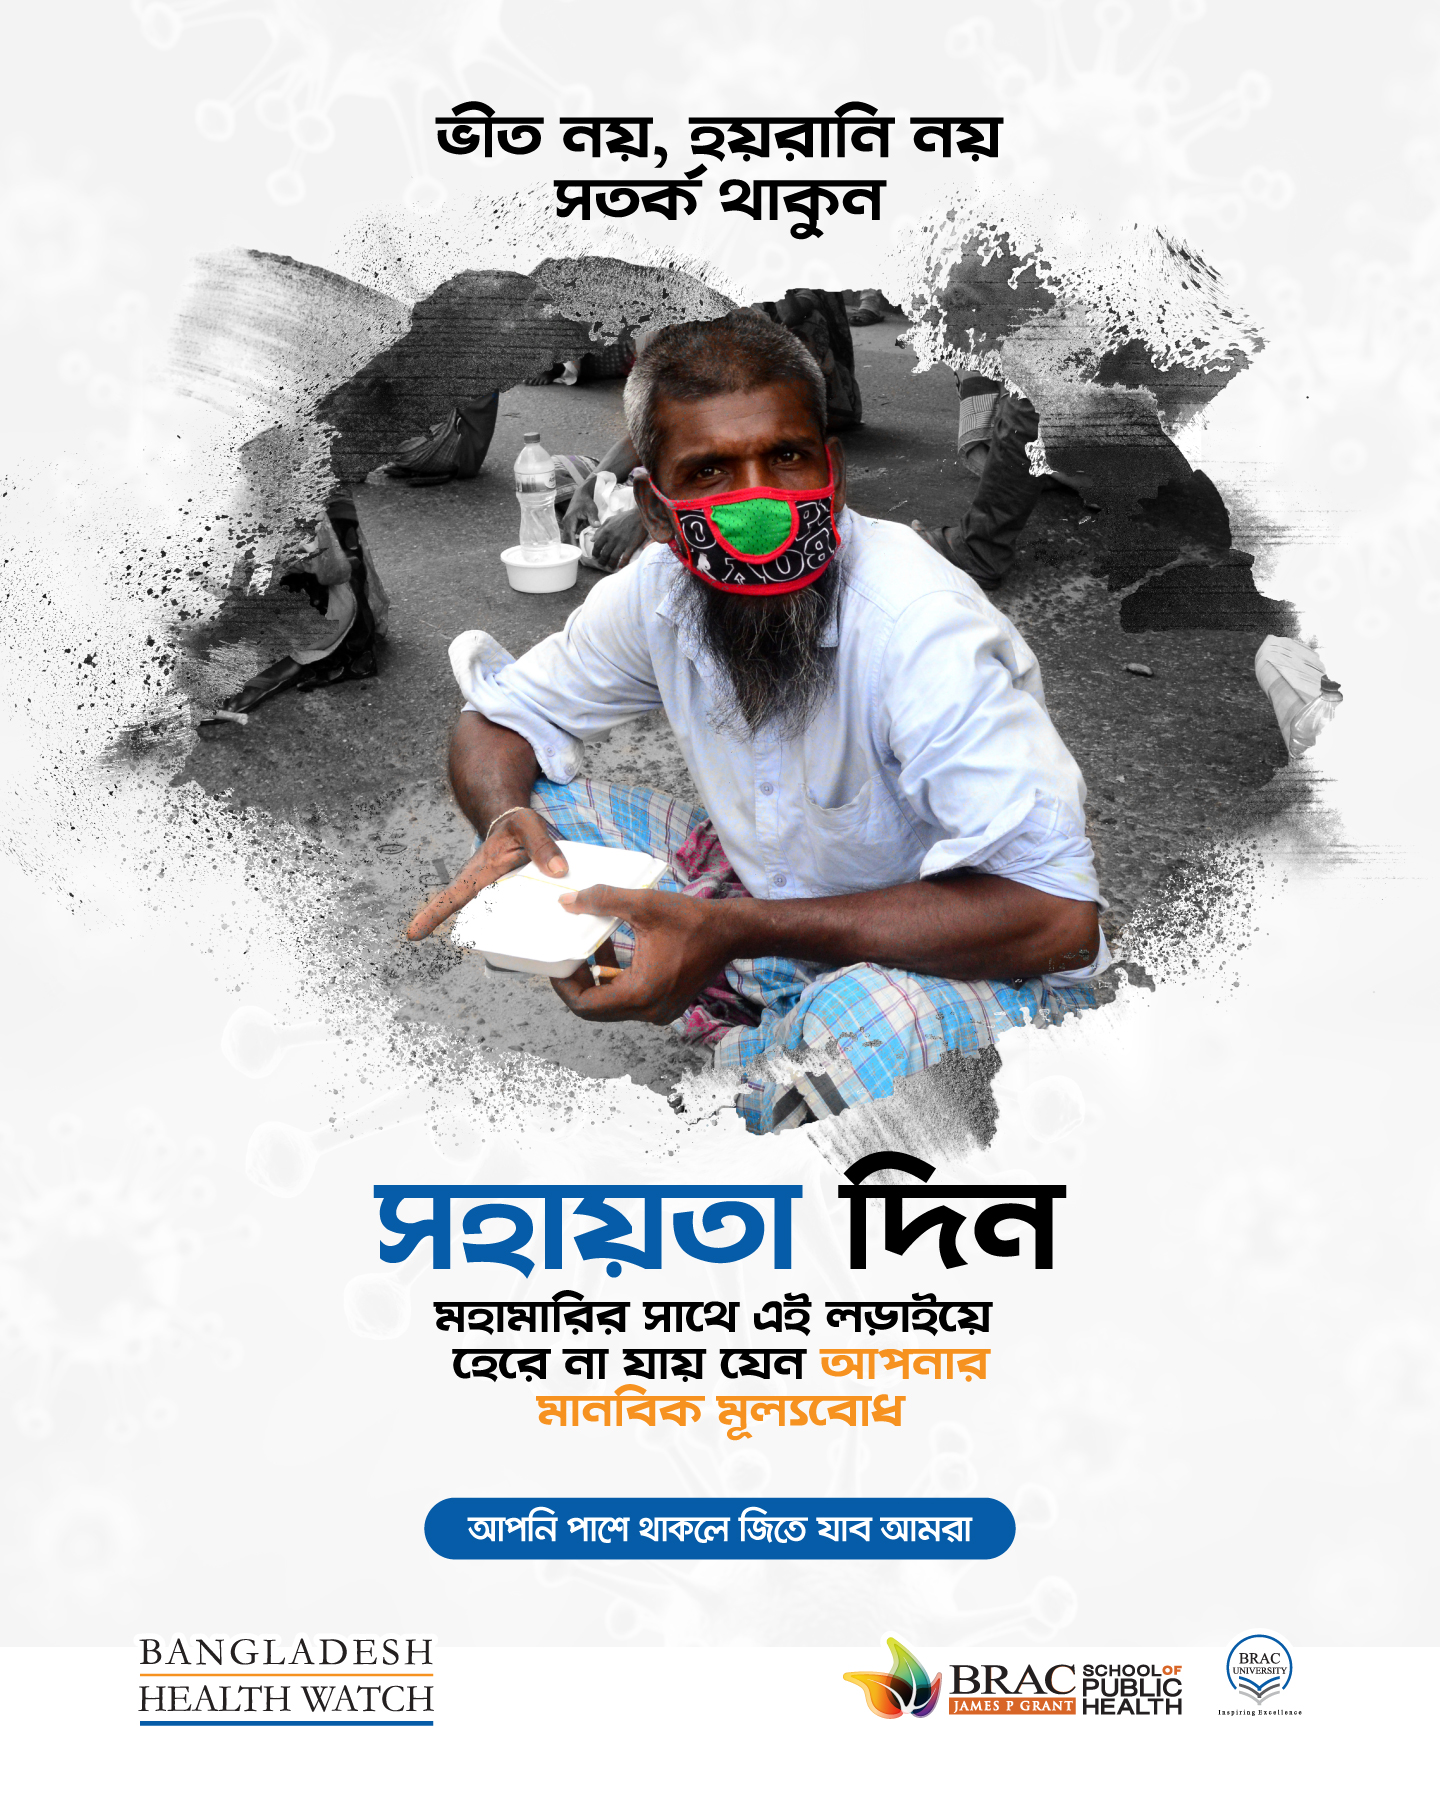 ভীত নয়, হয়রানি নয়
সতর্ক থাকুন
সহায়তা দিন
মহামারির সাথে এই লড়াইয়ে
হেরে না যায় যেন আপনার
মানবিক মূল্যবোধ
আপনি পাশে থাকলে জিতে যাব আমরা
BANGLADESH
HEALTH WATCH
BRAC
JAMES P GRANT
SCHOOL OF
PUBLIC
HEALTH
BRAC
UNIVERSITY
Inspiring Excellence